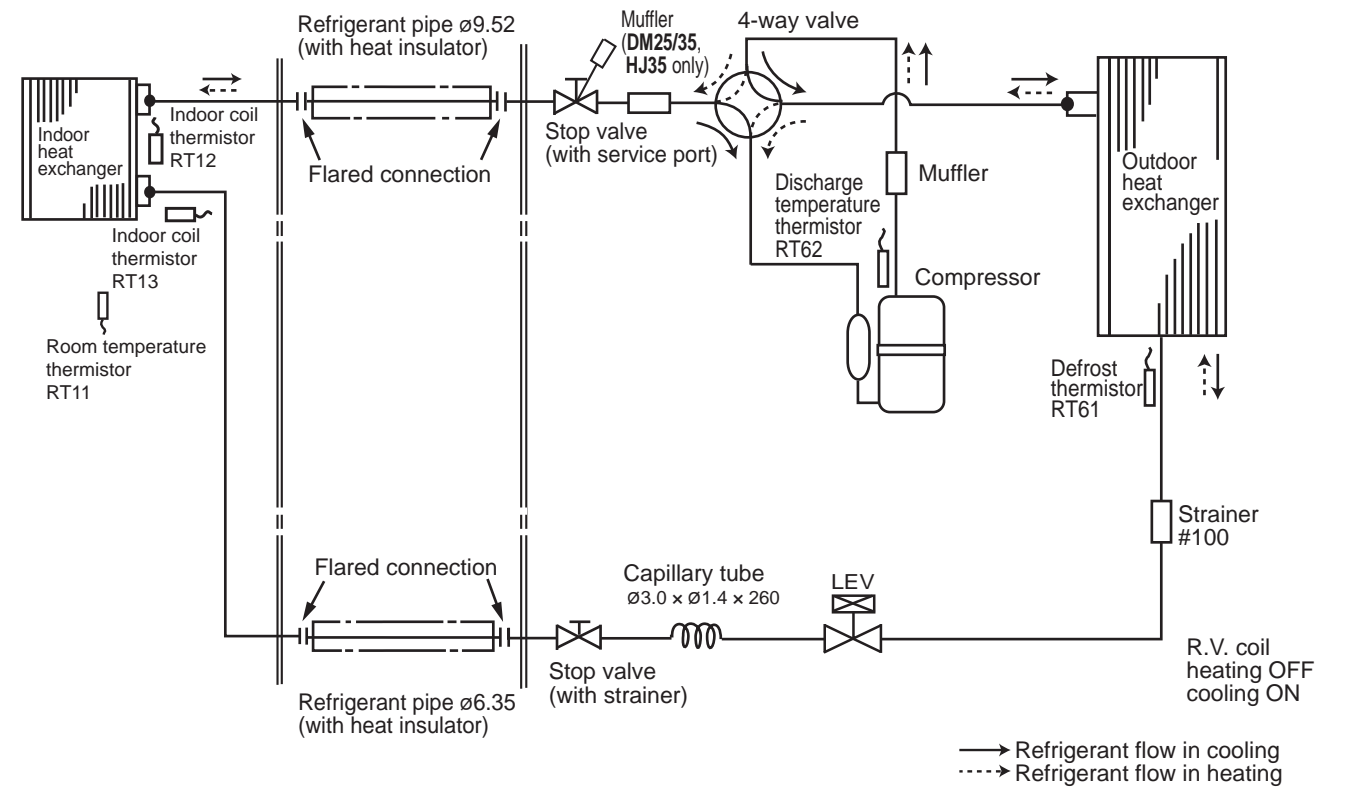 Refrigerant pipe ø9.52
(with heat insulator)
Muffler
(DM25/35,
HJ35 only)
4-way valve
Indoor
heat
exchanger
Indoor coil
thermistor
RT12
Flared connection
Stop valve
(with service port)
Discharge
temperature
thermistor
RT62
Muffler
Outdoor
heat
exchanger
Indoor coil
thermistor
RT13
Compressor
Room temperature
thermistor
RT11
Defrost
thermistor
RT61
Strainer
#100
Flared connection
Capillary tube
Ø3.0 × Ø1.4 × 260
LEV
Stop valve
(with strainer)
Refrigerant pipe ø6.35
(with heat insulator)
R.V. coil
heating OFF
cooling ON
Refrigerant flow in cooling
Refrigerant flow in heating